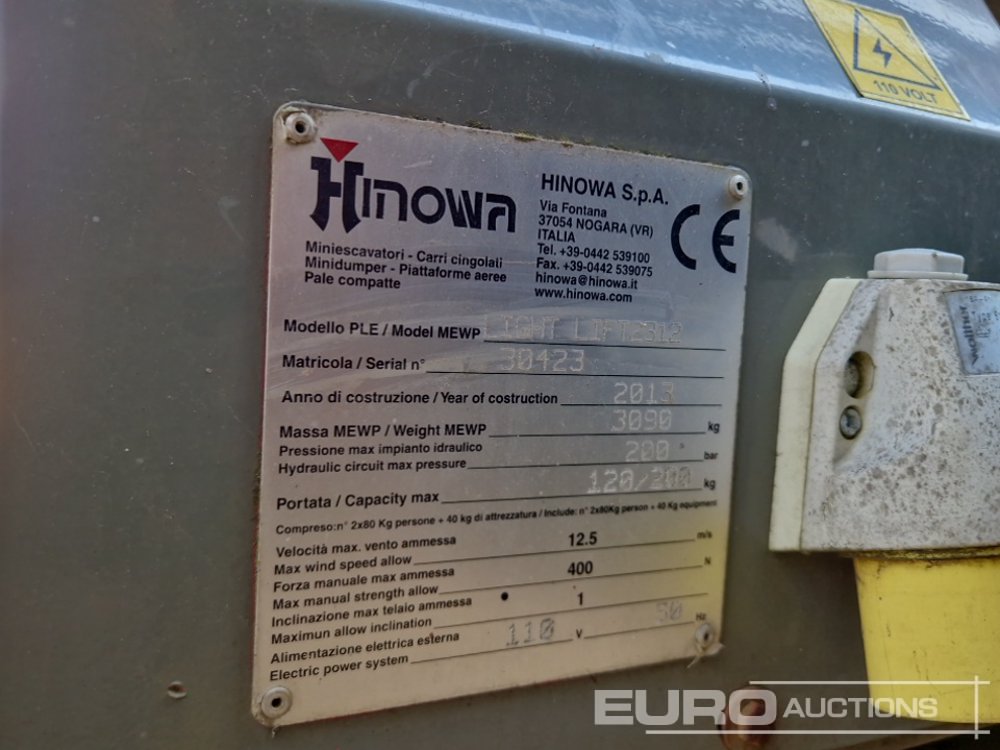 110 VOLT
HINOWA
Miniescavatori - Carri cingolati
Minidumper - Piattaforme aeree
Pale compatte
HINOWA S.p.A.
Via Fontana
37054 NOGARA (VR)
ITALIA
Tel. +39-0442 539100
Fax. +39-0442 539075
hinowa@hinowa.it
www.hinowa.com
CE
Modello PLE / Model MEWP LIGHT LIFT2312
Matricola / Serial n° 30423
Anno di costruzione / Year of costruction 2013
Massa MEWP / Weight MEWP 3090 kg
Pressione max impianto idraulico
Hydraulic circuit max pressure 200 bar
Portata / Capacity max 120/200 kg
Compreso: n° 2x80 Kg persone + 40 kg di attrezzatura / Include: n° 2x80Kg person + 40 Kg equipment
Velocità max. vento ammessa
Max wind speed allow 12.5 m/s
Forza manuale max ammessa
Max manual strength allow 400 N
Inclinazione max telaio ammessa
Maximun allow inclination 1
Alimentazione elettrica esterna
Electric power system 110 V 50 Hz
EURO AUCTIONS